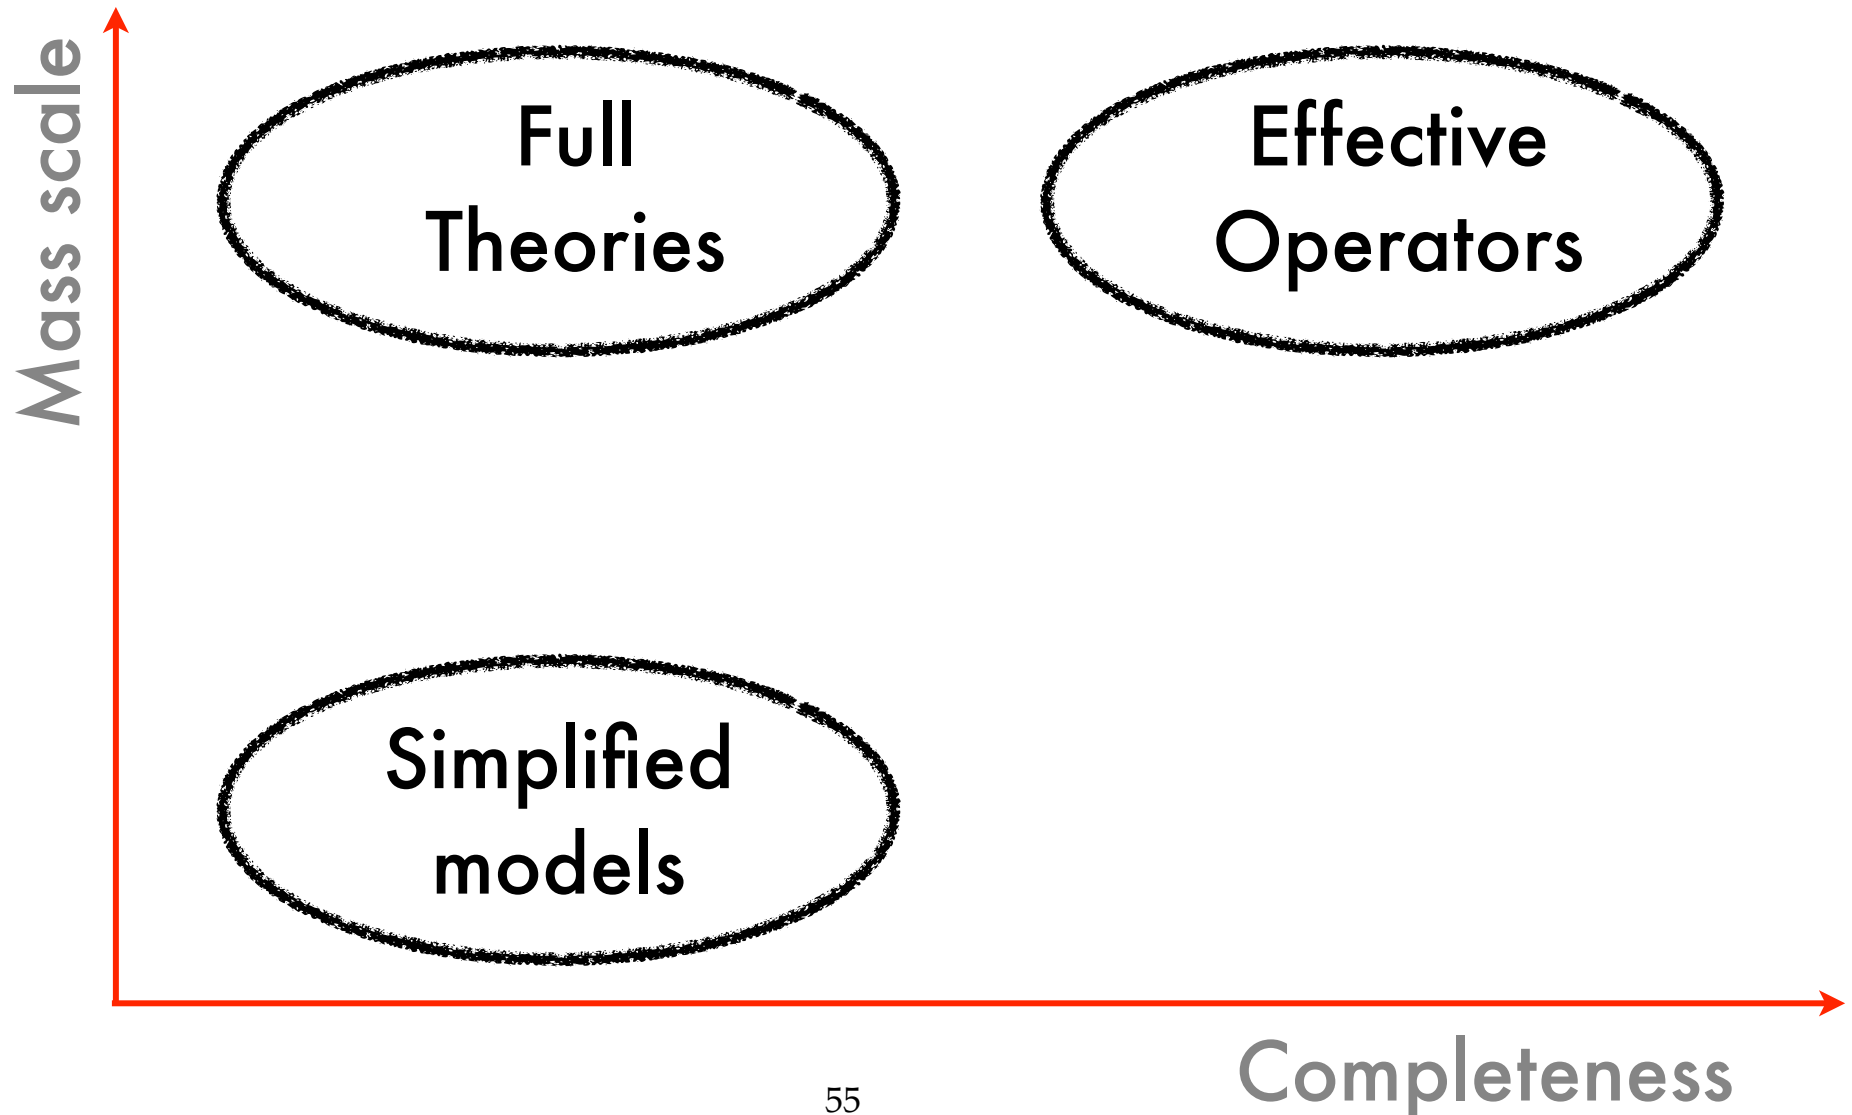 Mass scale
Full
Theories
Effective
Operators
Simplified
models
Completeness
55